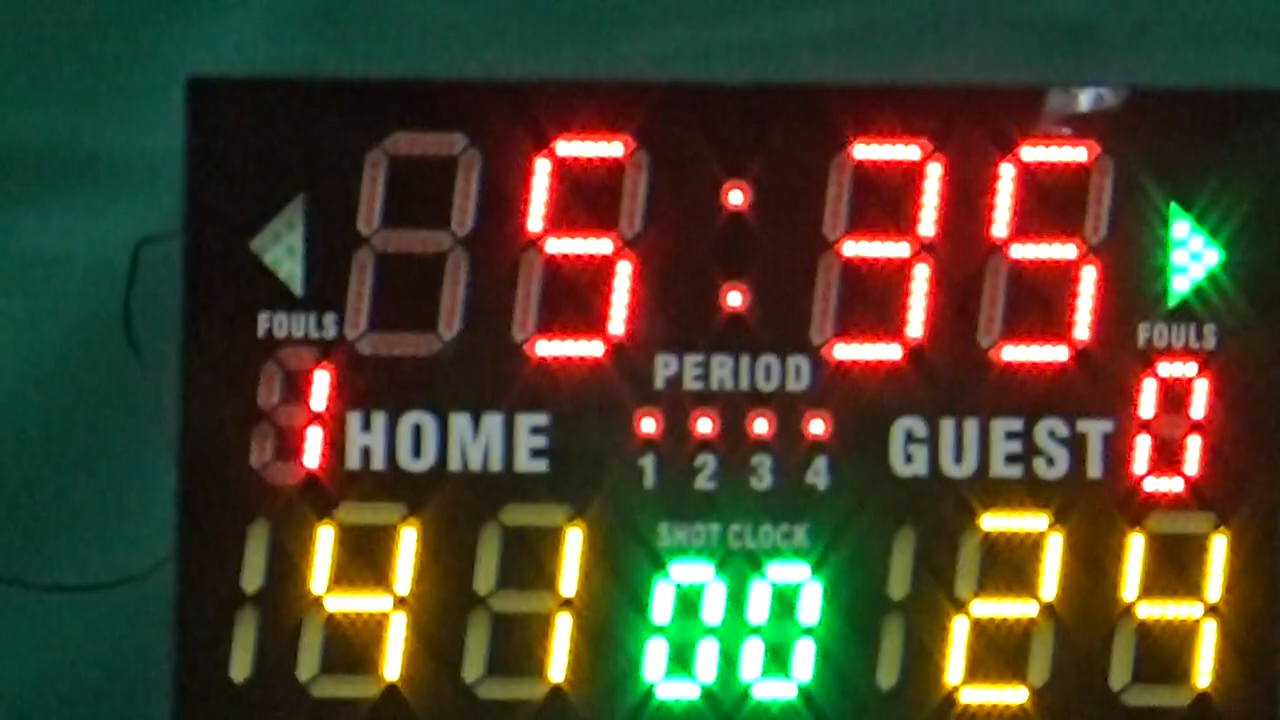 5:35
FOULS FOULS
PERIOD
1 HOME GUEST 0
1 2 3 4
SHOT CLOCK
41 00 24